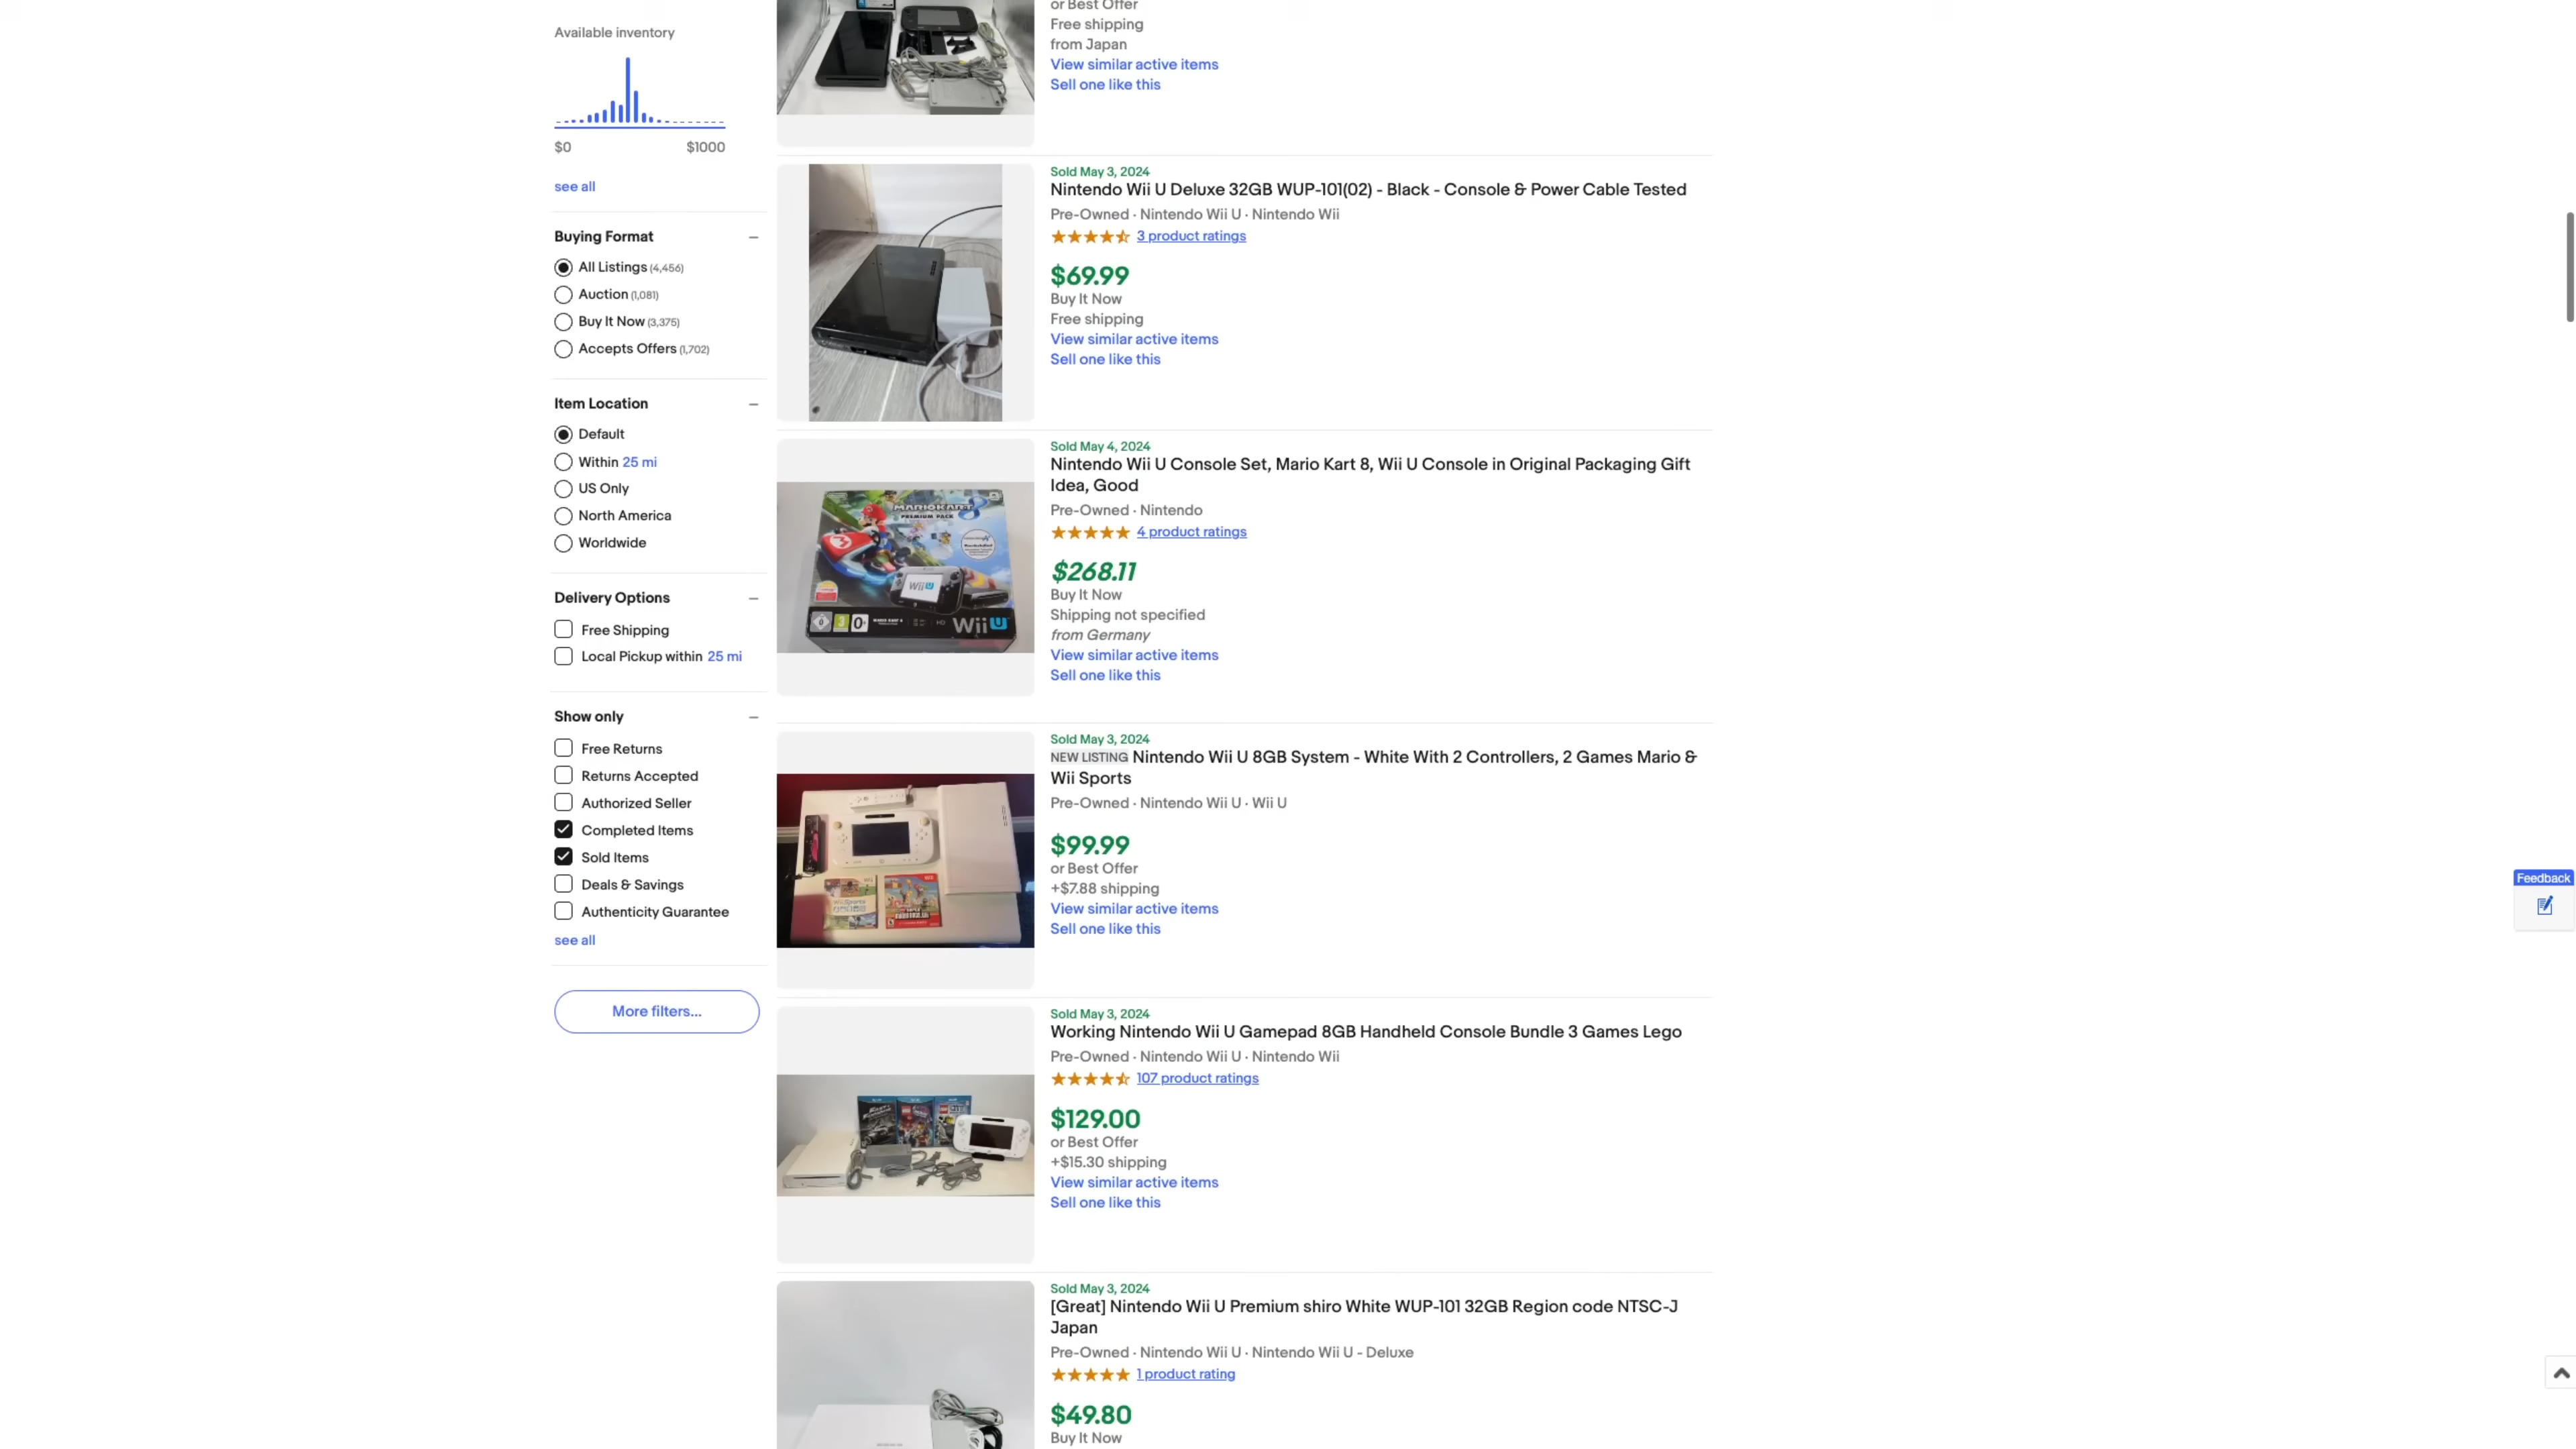 Available inventory
$0
$1000
see all
Buying Format
All Listings (4,456)
Auction (1,081)
Buy It Now (3,375)
Accepts Offers (1,702)
Item Location
Default
Within 25 mi
US Only
North America
Worldwide
Delivery Options
Free Shipping
Local Pickup within 25 mi
Show only
Free Returns
Returns Accepted
Authorized Seller
Completed Items
Sold Items
Deals & Savings
Authenticity Guarantee
see all
More filters...
or Best Offer
Free shipping
from Japan
View similar active items
Sell one like this
Sold May 3, 2024
Nintendo Wii U Deluxe 32GB WUP-101(02) - Black - Console & Power Cable Tested
Pre-Owned · Nintendo Wii U · Nintendo Wii
3 product ratings
$69.99
Buy It Now
Free shipping
View similar active items
Sell one like this
MARIOKART 8
PREMIUM PACK
Wii U
Wii U
Sold May 4, 2024
Nintendo Wii U Console Set, Mario Kart 8, Wii U Console in Original Packaging Gift
Idea, Good
Pre-Owned · Nintendo
4 product ratings
$268.11
Buy It Now
Shipping not specified
from Germany
View similar active items
Sell one like this
Sold May 3, 2024
NEW LISTING Nintendo Wii U 8GB System - White With 2 Controllers, 2 Games Mario &
Wii Sports
Pre-Owned · Nintendo Wii U · Wii U
$99.99
or Best Offer
+$7.88 shipping
View similar active items
Sell one like this
Sold May 3, 2024
Working Nintendo Wii U Gamepad 8GB Handheld Console Bundle 3 Games Lego
Pre-Owned · Nintendo Wii U · Nintendo Wii
107 product ratings
$129.00
or Best Offer
+$15.30 shipping
View similar active items
Sell one like this
Sold May 3, 2024
[Great] Nintendo Wii U Premium shiro White WUP-101 32GB Region code NTSC-J
Japan
Pre-Owned · Nintendo Wii U · Nintendo Wii U - Deluxe
1 product rating
$49.80
Buy It Now
Feedback